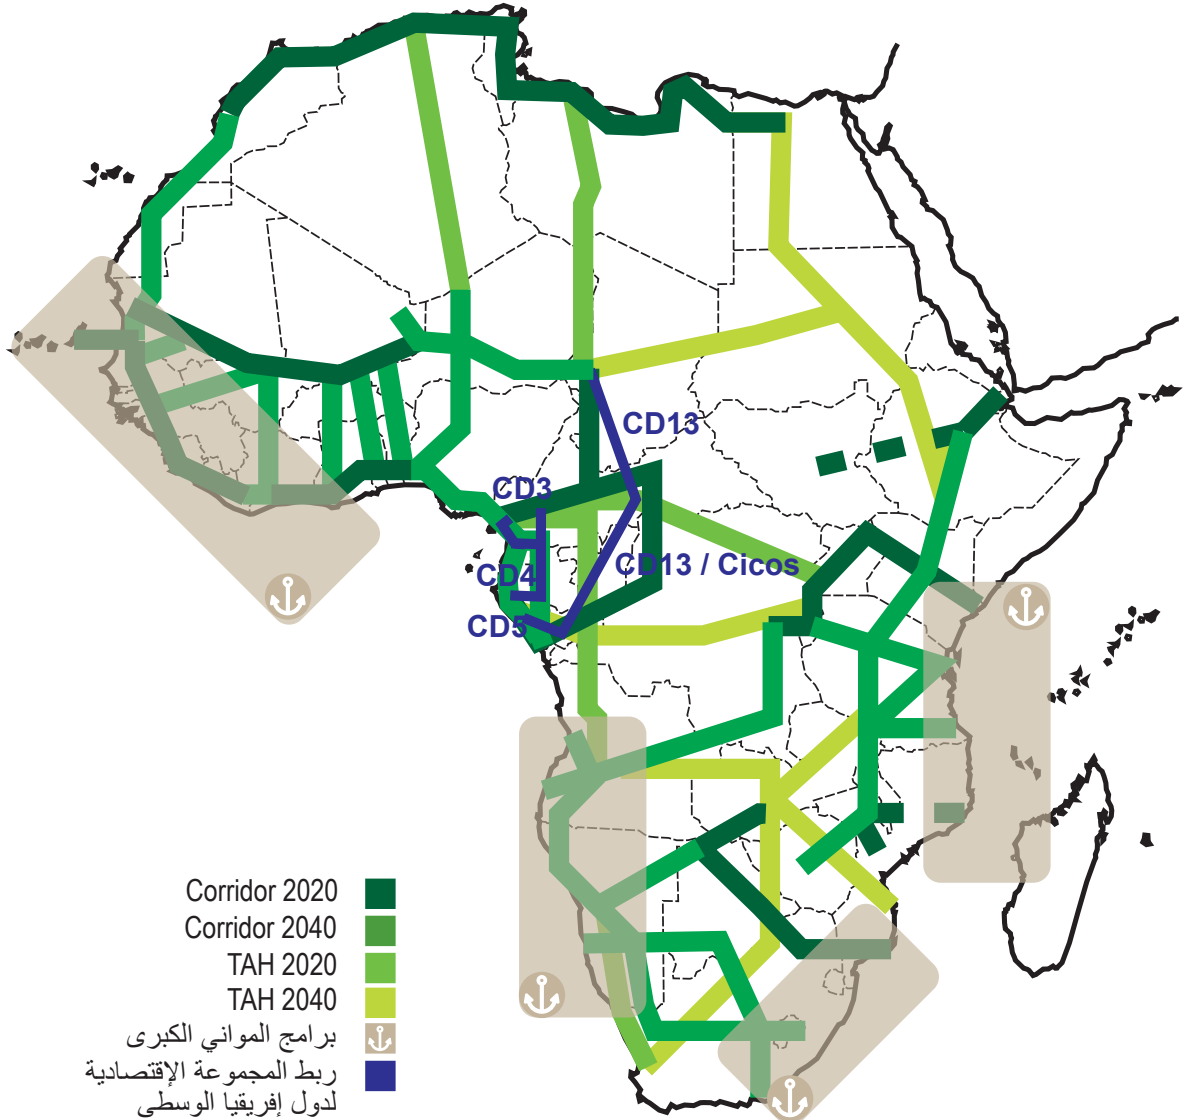 CD13
CD3
CD13 / Cicos
CD4
CD5
Corridor 2020
Corridor 2040
TAH 2020
TAH 2040
برامج المواني الكبرى
ربط المجموعة الإقتصادية
لدول إفريقيا الوسطى